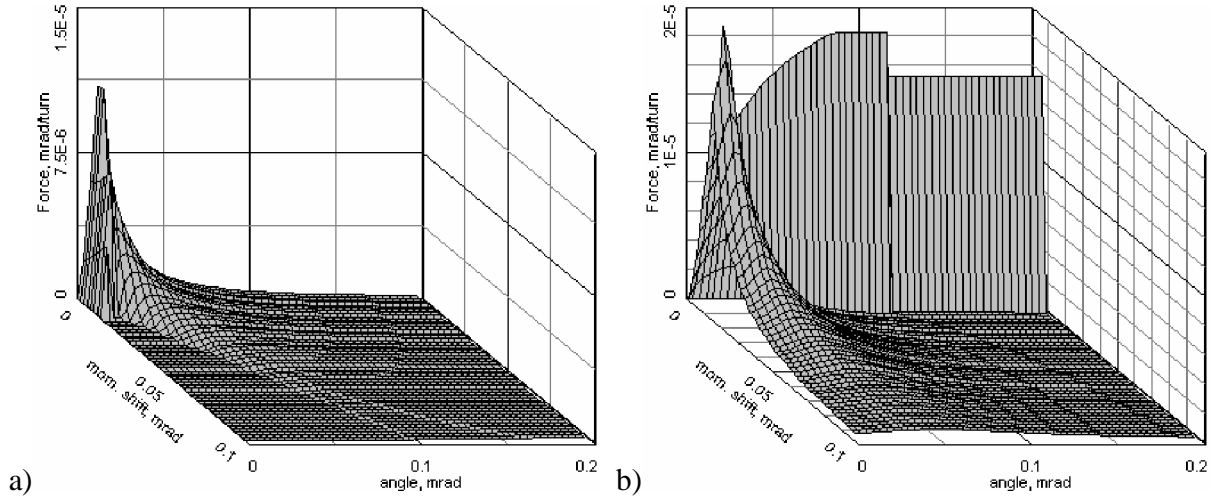 1.5E-5
7.5E-6
0
Force, mrad/turn
0
0.05
0.1
mom. shift, mrad
0
0.1
0.2
angle, mrad
a)
2E-5
1E-5
0
Force, mrad/turn
0
0.05
0.1
mom. shift, mrad
0
0.1
0.2
angle, mrad
b)